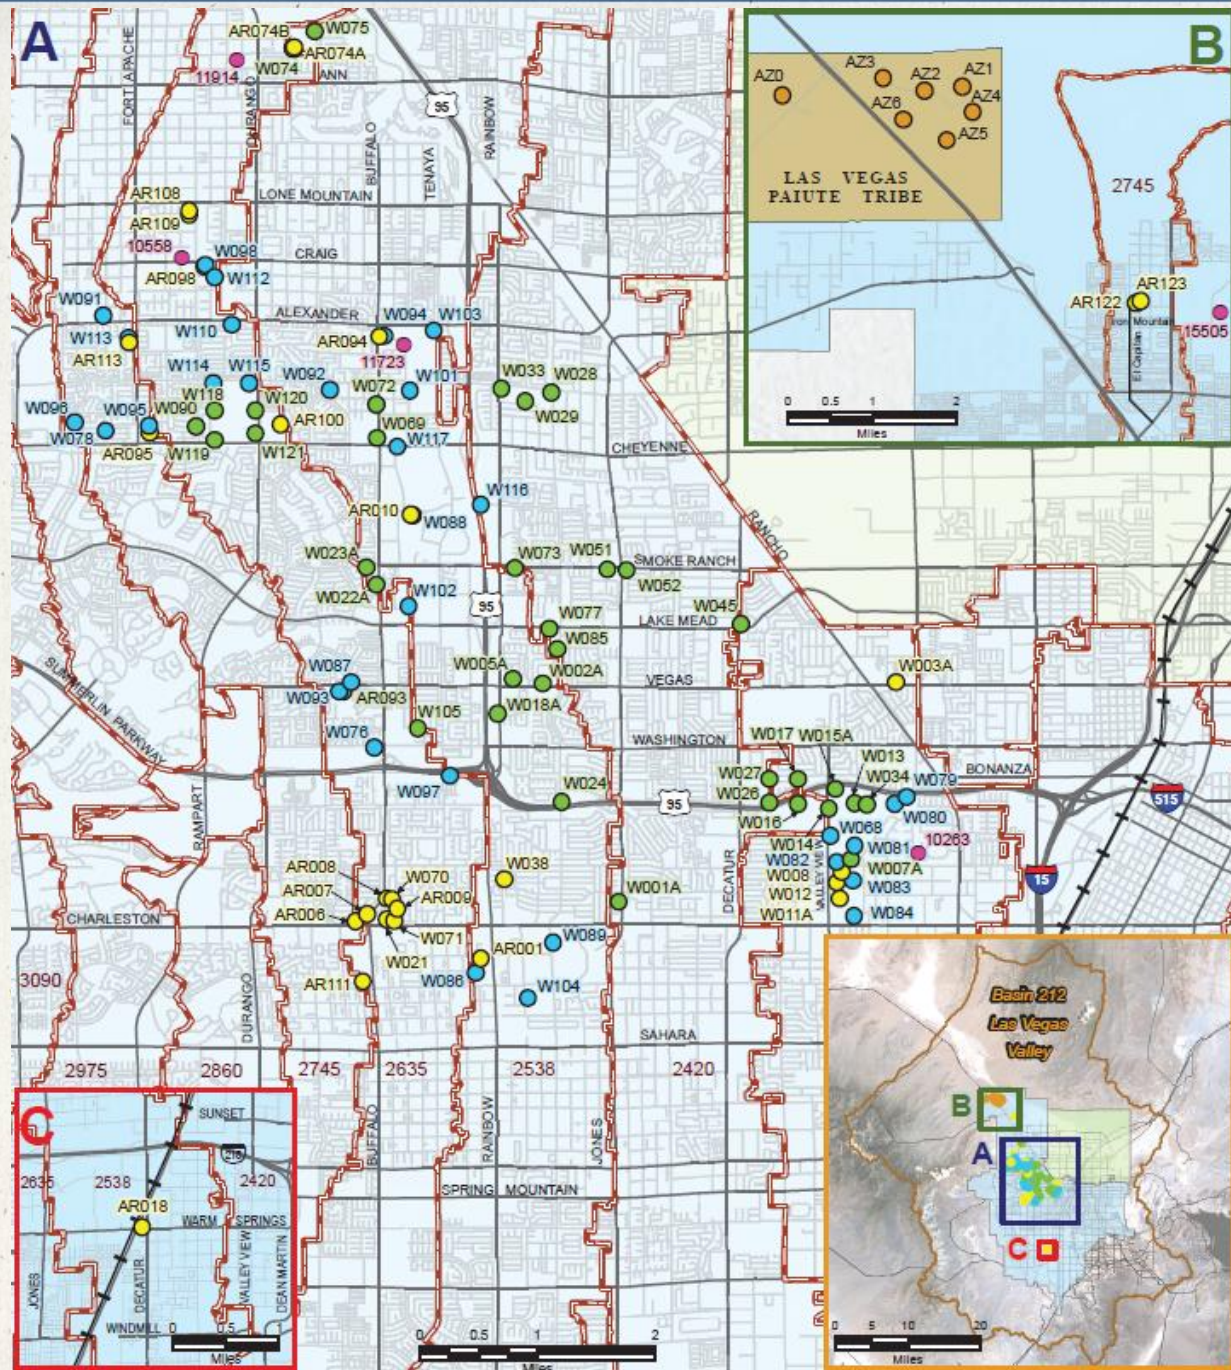 A
AR074B
W075
AR074A
W074
11914
ANN
FORT APACHE
DURANGO
95
RAINBOW
BUFFALO
TENAYA
AR108
LONE MOUNTAIN
AR109
10558
W098
CRAIG
AR098
W112
W091
ALEXANDER
W094
W103
W110
W113
AR094
AR113
11723
W114
W115
W092
W072
W101
W033
W028
W118
W120
W029
W096
W095
W090
AR100
W069
W078
W117
AR095
W119
W121
CHEYENNE
W116
AR010
W088
RANCHO
W023A
W073
W051
SMOKE RANCH
W022A
W052
W102
95
W045
W077
LAKE MEAD
W085
W087
W005A
W002A
W003A
SUMMERLIN PARKWAY
W093
AR093
VEGAS
W018A
W105
W076
WASHINGTON
W017
W015A
W013
W027
W034
W079
BONANZA
W097
W024
W026
95
515
RAMPART
W016
W080
W014
W068
W081
10263
DECATUR
VALLEY VIEW
W082
AR008
W070
W038
W008
W007A
15
AR007
AR009
W001A
W012
W083
CHARLESTON
AR006
W011A
W084
W071
W021
AR001
W089
AR111
W086
W104
3090
DURANGO
SAHARA
2975
2860
2745
2635
2538
2420
BUFFALO
RAINBOW
JONES
SPRING MOUNTAIN
0
0.5
1
2
Miles
B
AZ0
AZ3
AZ2
AZ1
AZ4
AZ6
AZ5
LAS VEGAS
PAIUTE TRIBE
2745
AR123
AR122
Iron Mountain
El Capitan
15505
0
0.5
1
2
Miles
C
SUNSET
215
2635
2538
2420
AR018
WARM SPRINGS
JONES
DECATUR
VALLEY VIEW
DEAN MARTIN
WINDMILL
0
0.5
1
Miles
Basin 212
Las Vegas
Valley
B
A
C
0
5
10
20
Miles